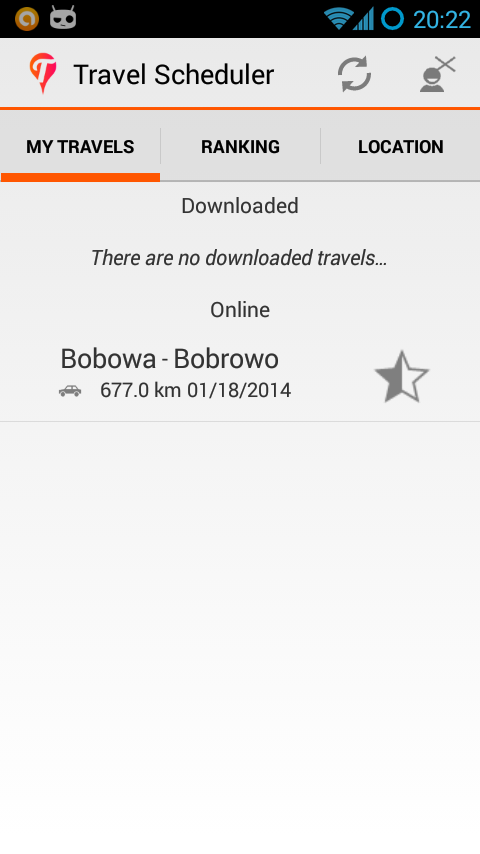 20:22
Travel Scheduler
MY TRAVELS
RANKING
LOCATION
Downloaded
There are no downloaded travels...
Online
Bobowa - Bobrowo
677.0 km 01/18/2014